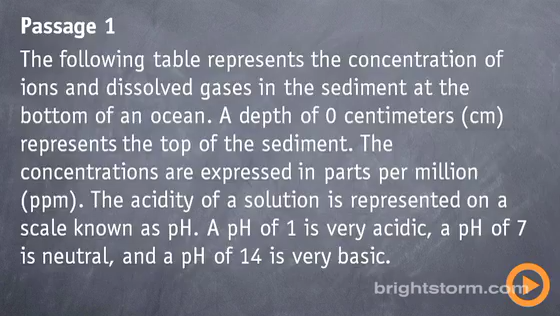 Passage 1
The following table represents the concentration of
ions and dissolved gases in the sediment at the
bottom of an ocean. A depth of 0 centimeters (cm)
represents the top of the sediment. The
concentrations are expressed in parts per million
(ppm). The acidity of a solution is represented on a
scale known as pH. A pH of 1 is very acidic, a pH of 7
is neutral, and a pH of 14 is very basic.
brightstorm.com